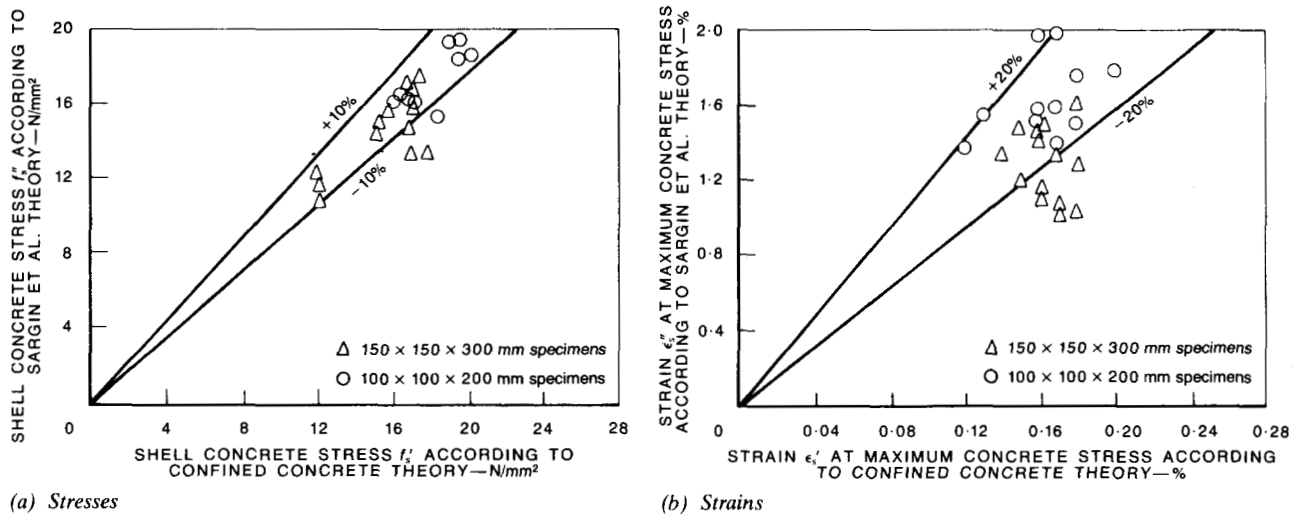 (a)
20
16
12
8
4
0
4
8
12
16
20
24
28
SHELL CONCRETE STRESS f″s ACCORDING TO
SARGIN ET AL. THEORY—N/mm²
+10%
−10%
△ 150 × 150 × 300 mm specimens
○ 100 × 100 × 200 mm specimens
SHELL CONCRETE STRESS f′s ACCORDING TO
CONFINED CONCRETE THEORY—N/mm²
(a) Stresses
2·0
1·6
1·2
0·8
0·4
0
0·04
0·08
0·12
0·16
0·20
0·24
0·28
STRAIN ϵ″s AT MAXIMUM CONCRETE STRESS
ACCORDING TO SARGIN ET AL. THEORY—%
+20%
−20%
△ 150 × 150 × 300 mm specimens
○ 100 × 100 × 200 mm specimens
STRAIN ϵ′s AT MAXIMUM CONCRETE STRESS ACCORDING
TO CONFINED CONCRETE THEORY—%
(b) Strains